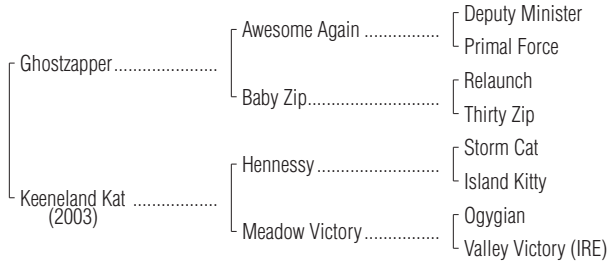 Deputy Minister
Awesome Again ................
Primal Force
Ghostzapper......................
Relaunch
Baby Zip............................
Thirty Zip
Storm Cat
Hennessy ..........................
Island Kitty
Keeneland Kat ..................
(2003)
Ogygian
Meadow Victory................
Valley Victory (IRE)